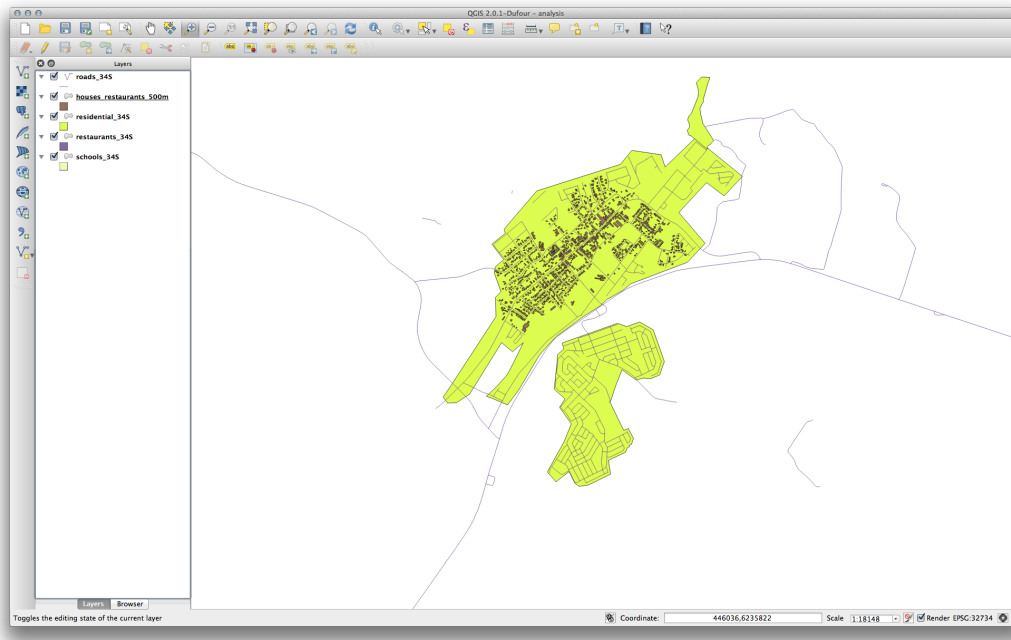 QGIS 2.0.1-Dufour - analysis
Layers
roads_34S
houses_restaurants_500m
residential_34S
restaurants_34S
schools_34S
Layers Browser
Toggles the editing state of the current layer
Coordinate: 446036,6235822 Scale 1:18148 Render EPSG:32734